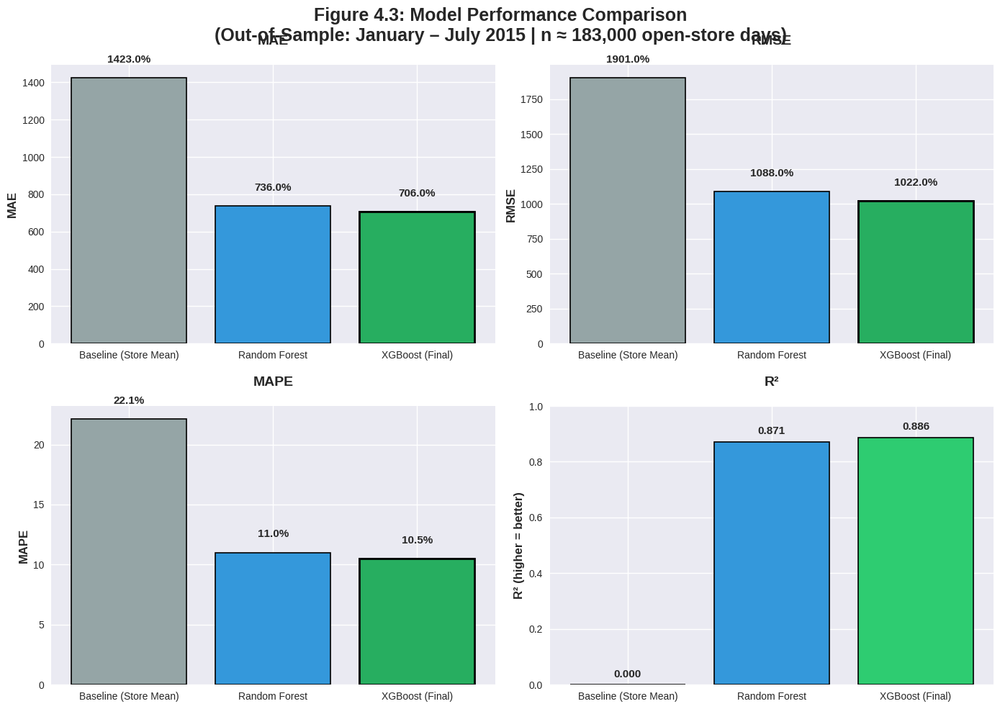 Figure 4.3: Model Performance Comparison
(Out-of-Sample: January – July 2015 | n ≈ 183,000 open-store days)
MAE
1423.0%
736.0%
706.0%
1400
1200
1000
800
600
400
200
0
MAE
Baseline (Store Mean)
Random Forest
XGBoost (Final)
RMSE
1901.0%
1088.0%
1022.0%
1750
1500
1250
1000
750
500
250
0
RMSE
Baseline (Store Mean)
Random Forest
XGBoost (Final)
MAPE
22.1%
11.0%
10.5%
20
15
10
5
0
MAPE
Baseline (Store Mean)
Random Forest
XGBoost (Final)
R²
0.000
0.871
0.886
1.0
0.8
0.6
0.4
0.2
0.0
R² (higher = better)
Baseline (Store Mean)
Random Forest
XGBoost (Final)